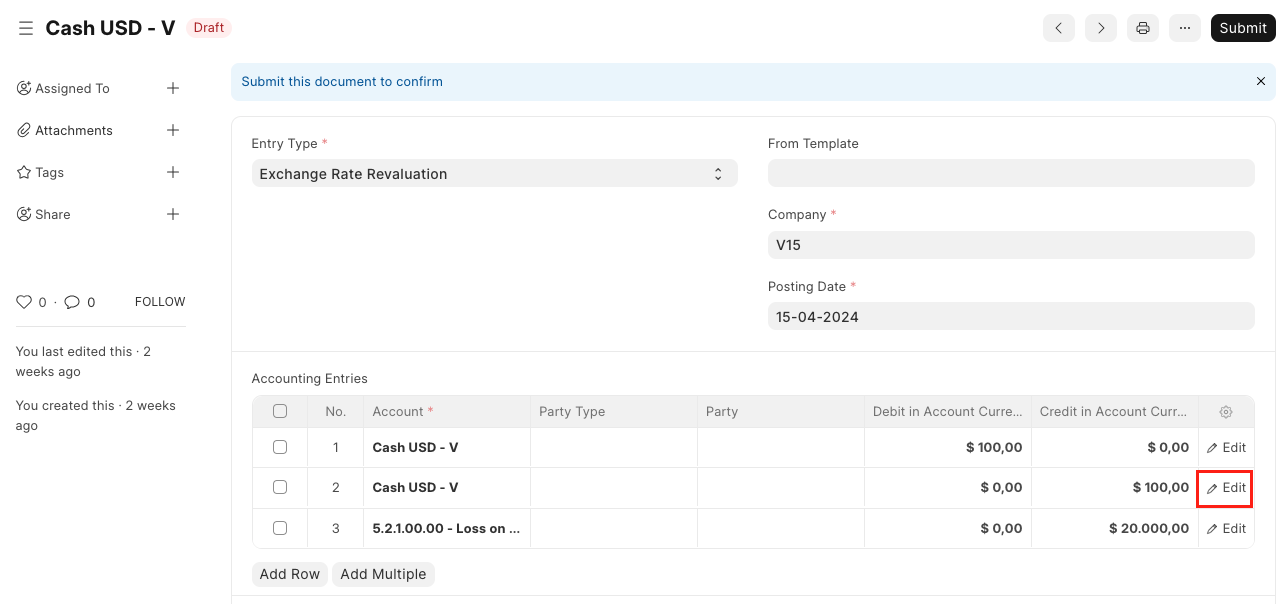 Cash USD - V Draft
Submit
Assigned To
Attachments
Tags
Share
0 · 0 FOLLOW
You last edited this · 2
weeks ago
You created this · 2 weeks
ago
Submit this document to confirm
Entry Type *
Exchange Rate Revaluation
From Template
Company *
V15
Posting Date *
15-04-2024
Accounting Entries
No. Account * Party Type Party Debit in Account Curre... Credit in Account Curr...
1 Cash USD - V $ 100,00 $ 0,00 Edit
2 Cash USD - V $ 0,00 $ 100,00 Edit
3 5.2.1.00.00 - Loss on ... $ 0,00 $ 20.000,00 Edit
Add Row Add Multiple